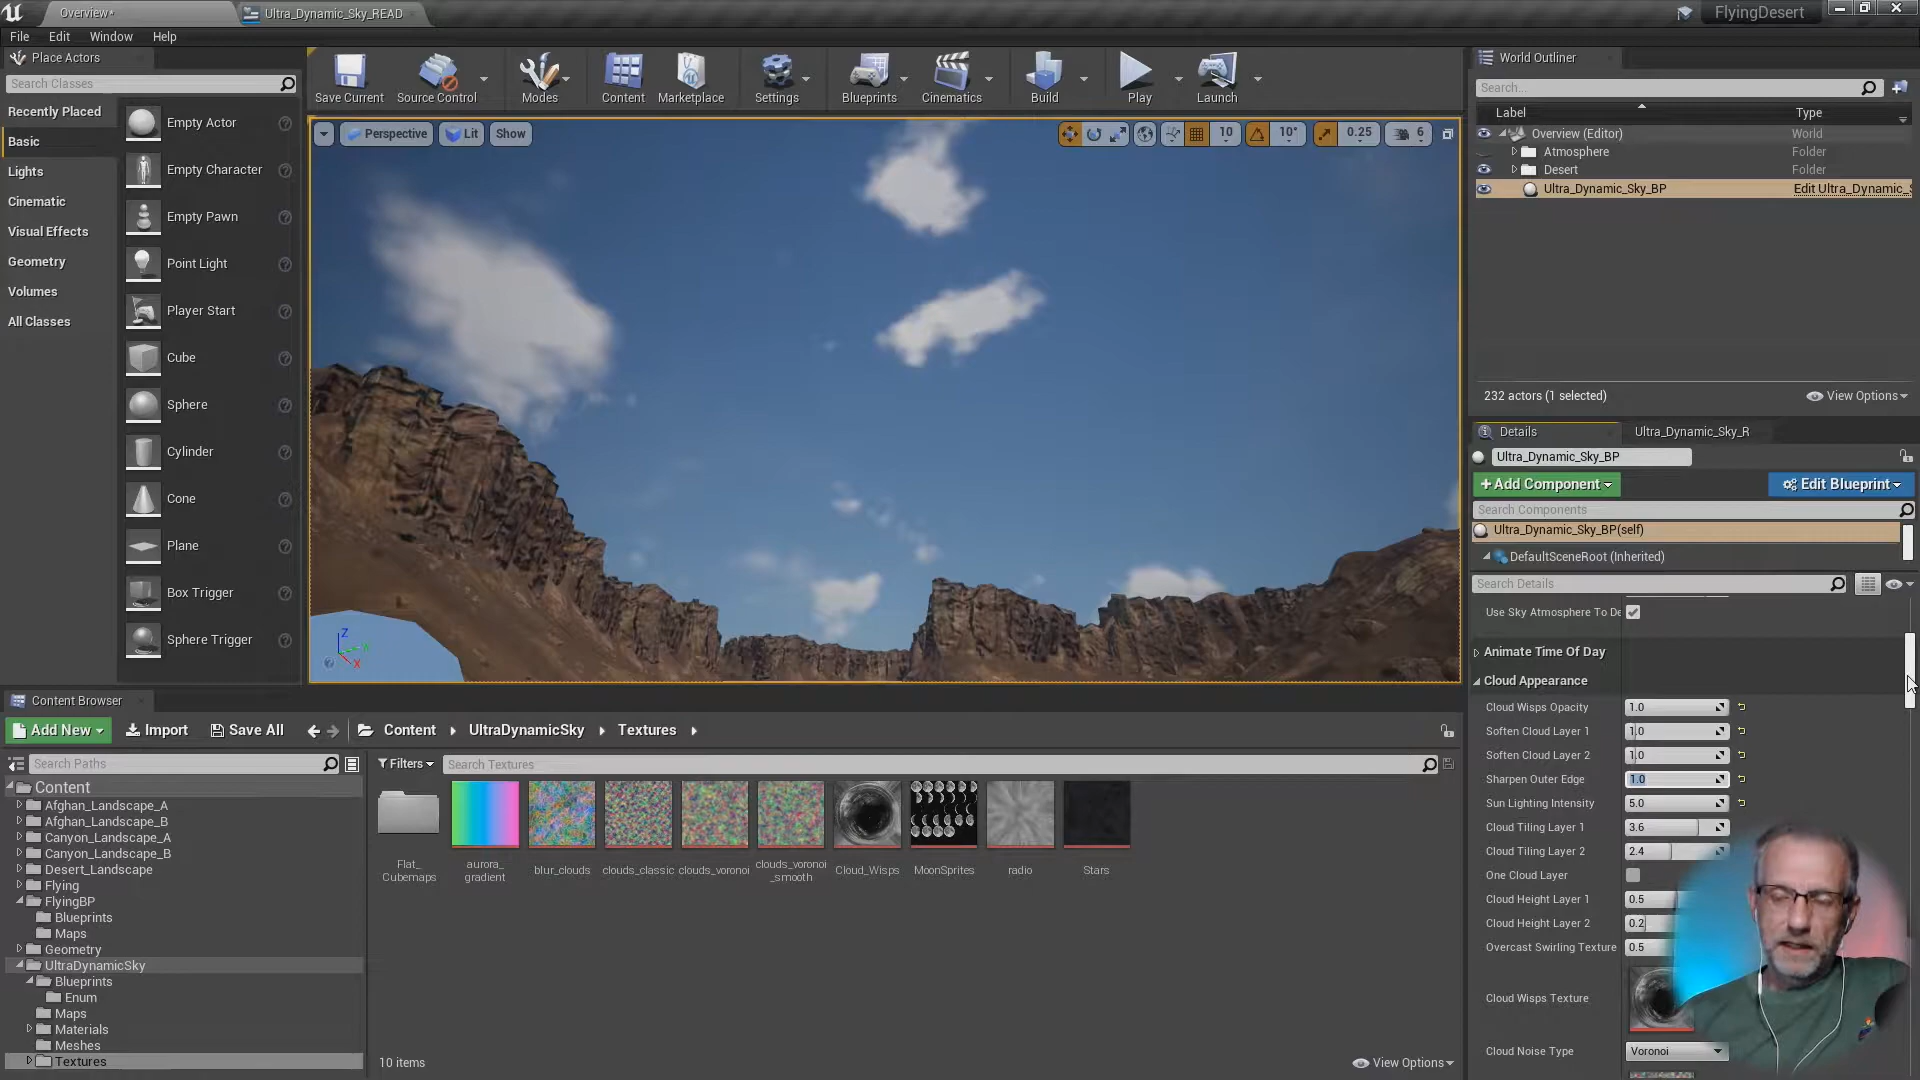 Overview*
Ultra_Dynamic_Sky_READ
FlyingDesert
File Edit Window Help
Place Actors
Search Classes
Recently Placed
Basic
Lights
Cinematic
Visual Effects
Geometry
Volumes
All Classes
Empty Actor
Empty Character
Empty Pawn
Point Light
Player Start
Cube
Sphere
Cylinder
Cone
Plane
Box Trigger
Sphere Trigger
Save Current
Source Control
Modes
Content
Marketplace
Settings
Blueprints
Cinematics
Build
Play
Launch
Perspective
Lit
Show
10
10°
0.25
6
Z
X
World Outliner
Search...
Label
Type
Overview (Editor)
World
Atmosphere
Folder
Desert
Folder
Ultra_Dynamic_Sky_BP
Edit Ultra_Dynamic_S
232 actors (1 selected)
View Options
Details
Ultra_Dynamic_Sky_R
Ultra_Dynamic_Sky_BP
+Add Component
Edit Blueprint
Search Components
Ultra_Dynamic_Sky_BP(self)
DefaultSceneRoot (Inherited)
Search Details
Use Sky Atmosphere To De
Animate Time Of Day
Cloud Appearance
Cloud Wisps Opacity 1.0
Soften Cloud Layer 1 1.0
Soften Cloud Layer 2 1.0
Sharpen Outer Edge 1.0
Sun Lighting Intensity 5.0
Cloud Tiling Layer 1 3.6
Cloud Tiling Layer 2 2.4
One Cloud Layer
Cloud Height Layer 1 0.5
Cloud Height Layer 2 0.2
Overcast Swirling Texture 0.5
Cloud Wisps Texture
Cloud Noise Type Voronoi
Content Browser
Add New
Import
Save All
Content
UltraDynamicSky
Textures
Search Paths
Filters
Search Textures
Content
Afghan_Landscape_A
Afghan_Landscape_B
Canyon_Landscape_A
Canyon_Landscape_B
Desert_Landscape
Flying
FlyingBP
Blueprints
Maps
Geometry
UltraDynamicSky
Blueprints
Enum
Maps
Materials
Meshes
Textures
Flat_
Cubemaps
aurora_
gradient
blur_clouds
clouds_classic
clouds_voronoi
clouds_voronoi
_smooth
Cloud_Wisps
MoonSprites
radio
Stars
10 items
View Options